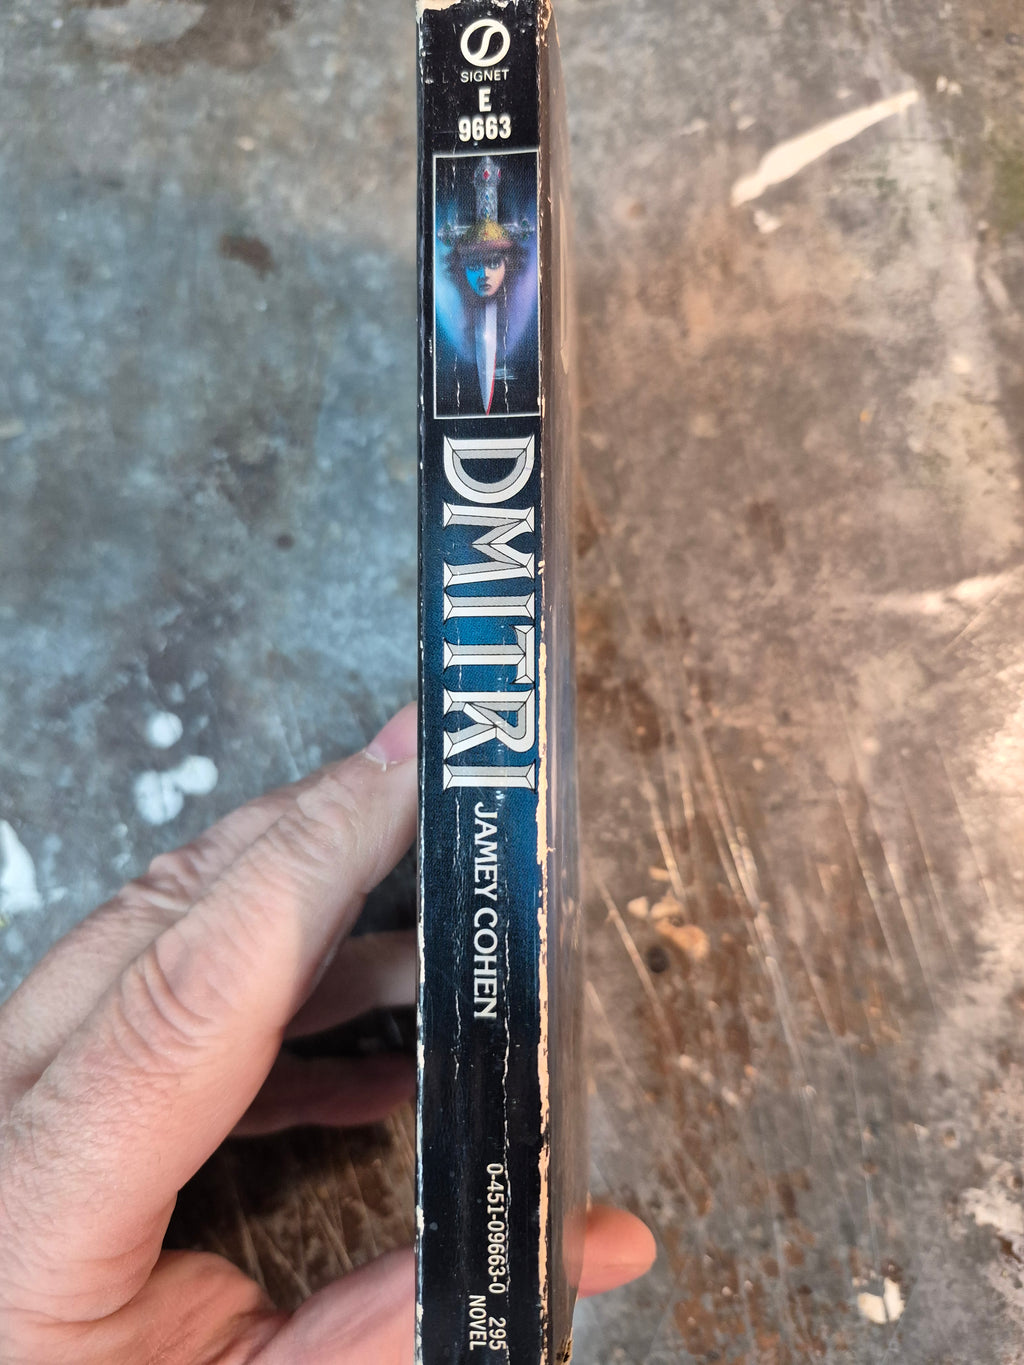 SIGNET
E
9663
DMITRI
JAMEY COHEN
0-451-09663-0 295
NOVEL